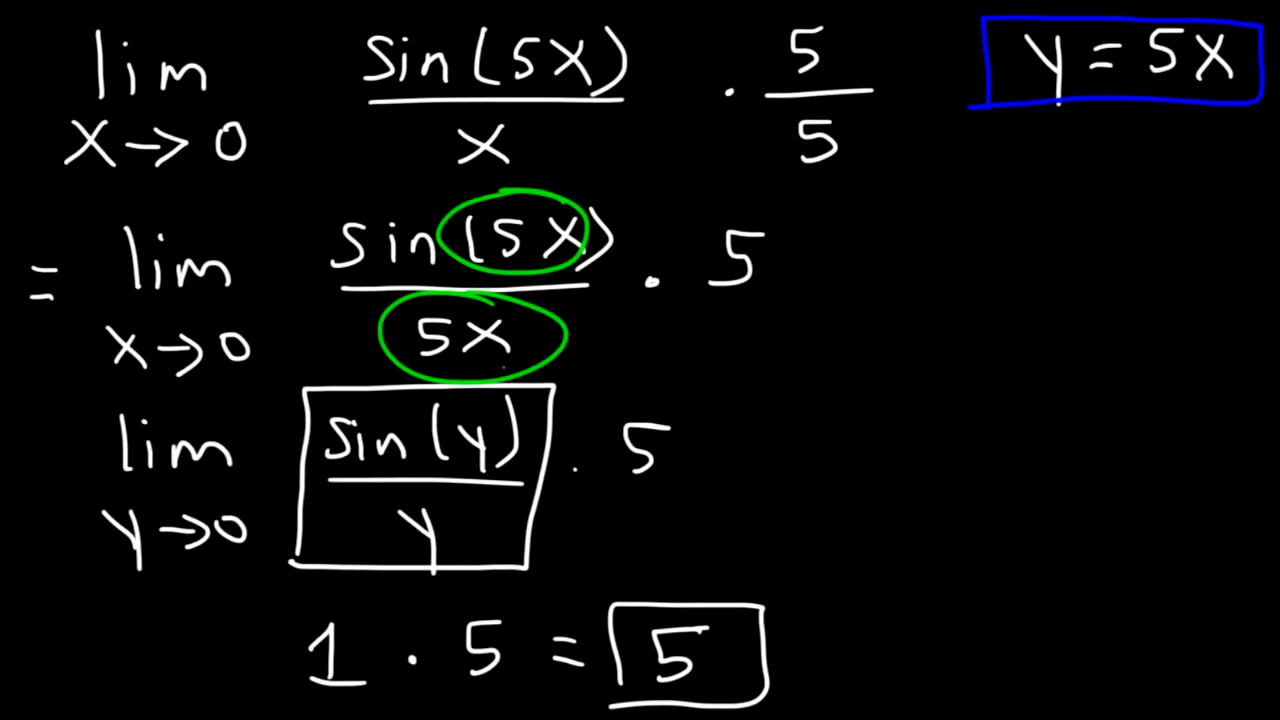 lim x→0 sin(5x)/x · 5/5 y = 5x
= lim x→0 sin(5x)/5x · 5
lim y→0 sin(y)/y · 5
1 · 5 = 5